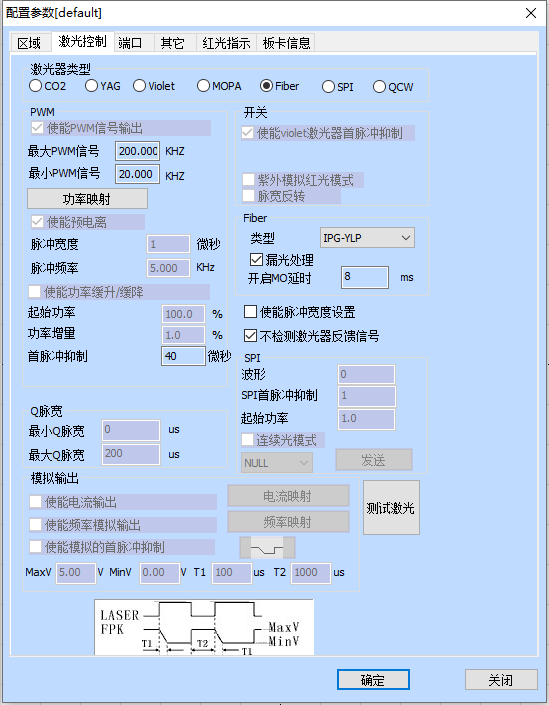 配置参数[default]
区域 激光控制 端口 其它 红光指示 板卡信息
激光器类型
CO2 YAG Violet MOPA Fiber SPI QCW
PWM
使能PWM信号输出
最大PWM信号 200.000 KHZ
最小PWM信号 20.000 KHZ
功率映射
使能预电离
脉冲宽度 1 微秒
脉冲频率 5.000 KHz
使能功率缓升/缓降
起始功率 100.0 %
功率增量 1.0 %
首脉冲抑制 40 微秒
开关
使能violet激光器首脉冲抑制
紫外模拟红光模式
脉宽反转
Fiber
类型 IPG-YLP
漏光处理
开启MO延时 8 ms
使能脉冲宽度设置
不检测激光器反馈信号
SPI
波形 0
SPI首脉冲抑制 1
起始功率 1.0
连续光模式
NULL 发送
Q脉宽
最小Q脉宽 0 us
最大Q脉宽 200 us
模拟输出
使能电流输出 电流映射
使能频率模拟输出 频率映射
使能模拟的首脉冲抑制
测试激光
MaxV 5.00 V MinV 0.00 V T1 100 us T2 1000 us
LASER
FPK MaxV
MinV
T1 T2 T1
确定 关闭